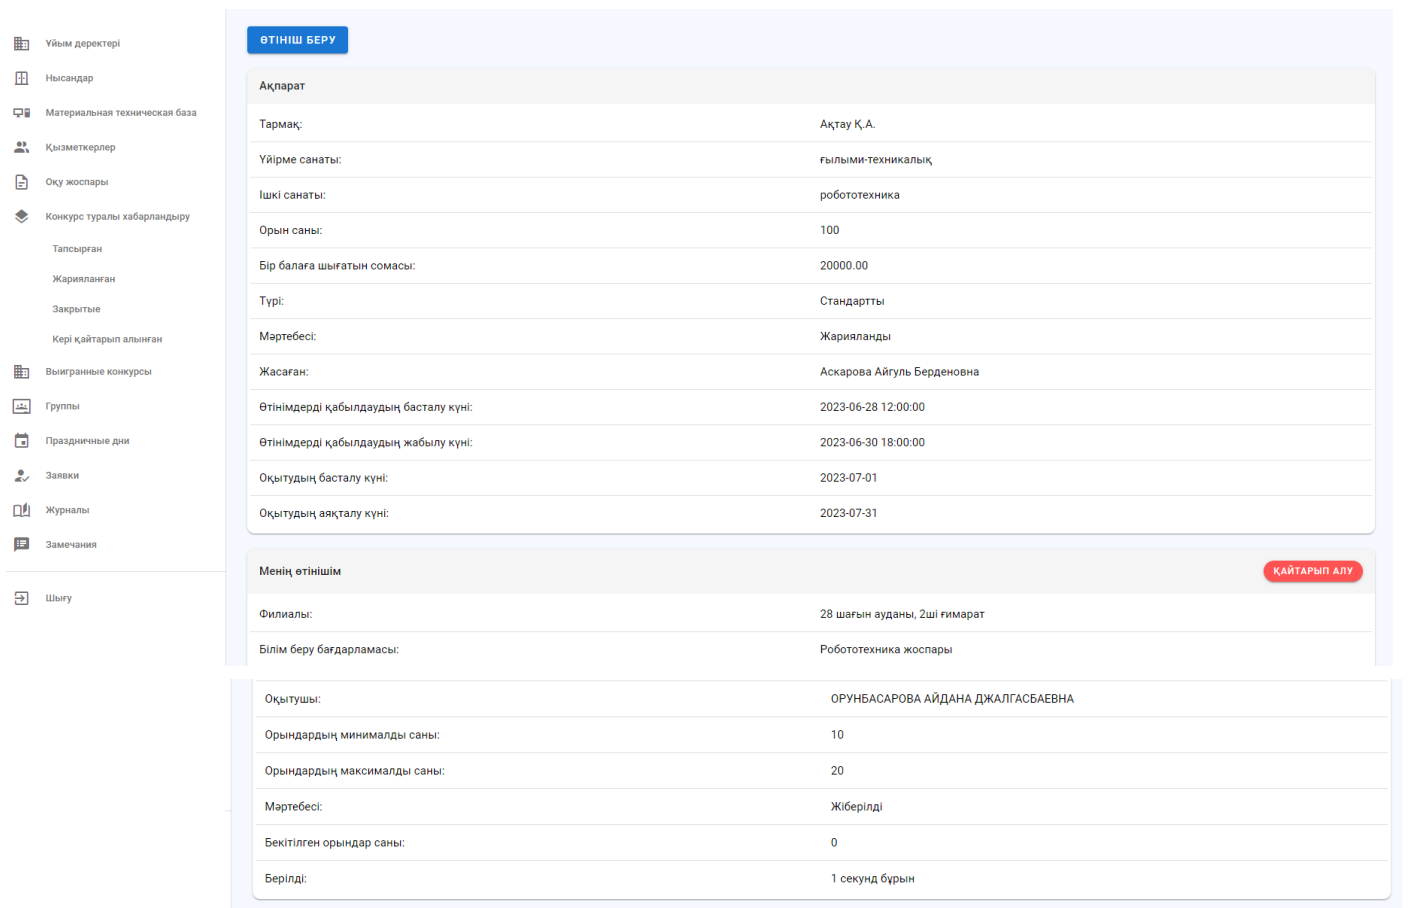 Ұйым деректері
Нысандар
Материальная техническая база
Қызметкерлер
Оқу жоспары
Конкурс туралы хабарландыру
Тапсырған
Жарияланған
Закрытые
Кері қайтарып алынған
Выигранные конкурсы
Группы
Праздничные дни
Заявки
Журналы
Замечания
Шығу
ӨТІНІШ БЕРУ
Ақпарат
Тармақ: Ақтау Қ.А.
Үйірме санаты: ғылыми-техникалық
Ішкі санаты: робототехника
Орын саны: 100
Бір балаға шығатын сомасы: 20000.00
Түрі: Стандартты
Мәртебесі: Жарияланды
Жасаған: Аскарова Айгуль Берденовна
Өтінімдерді қабылдаудың басталу күні: 2023-06-28 12:00:00
Өтінімдерді қабылдаудың жабылу күні: 2023-06-30 18:00:00
Оқытудың басталу күні: 2023-07-01
Оқытудың аяқталу күні: 2023-07-31
Менің өтінішім ҚАЙТАРЫП АЛУ
Филиалы: 28 шағын ауданы, 2ші ғимарат
Білім беру бағдарламасы: Робототехника жоспары
Оқытушы: ОРУНБАСАРОВА АЙДАНА ДЖАЛГАСБАЕВНА
Орындардың минималды саны: 10
Орындардың максималды саны: 20
Мәртебесі: Жіберілді
Бекітілген орындар саны: 0
Берілді: 1 секунд бұрын